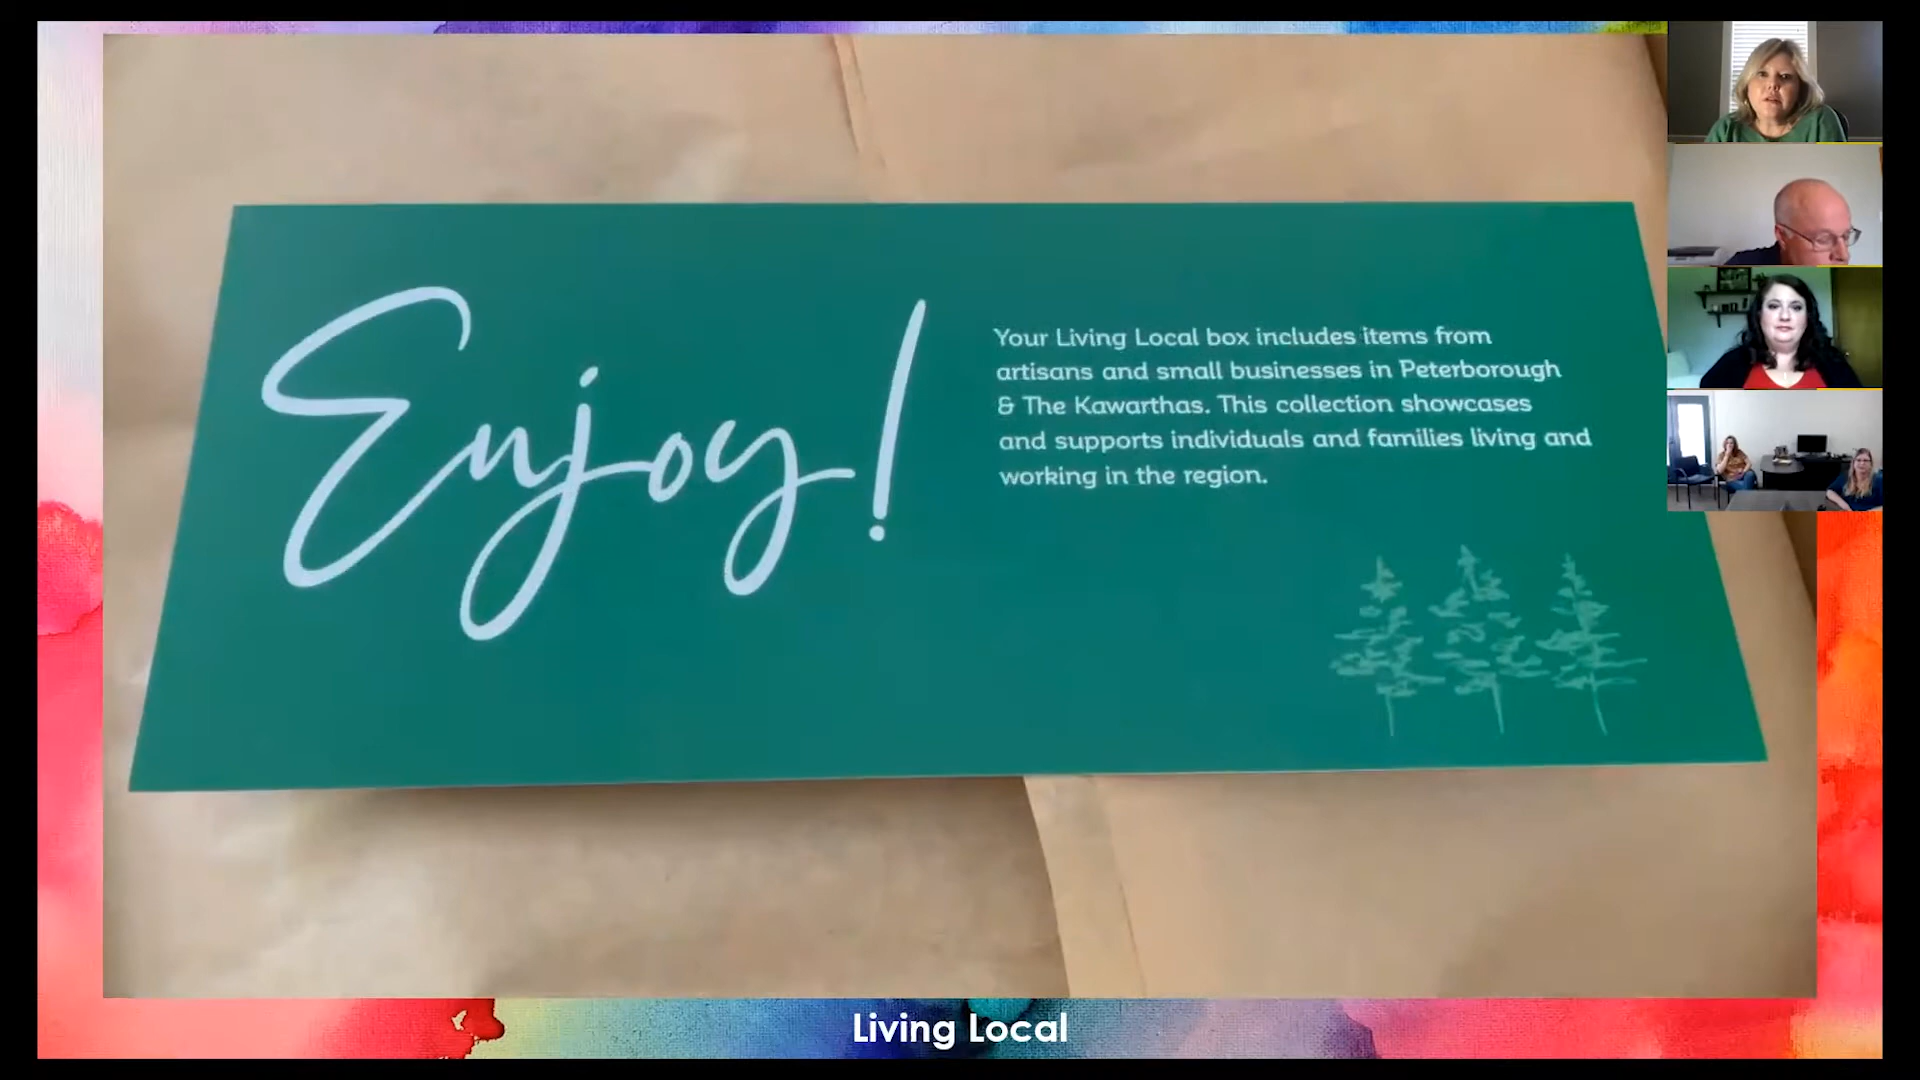 Enjoy!
Your Living Local box includes items from
artisans and small businesses in Peterborough
& The Kawarthas. This collection showcases
and supports individuals and families living and
working in the region.
Living Local